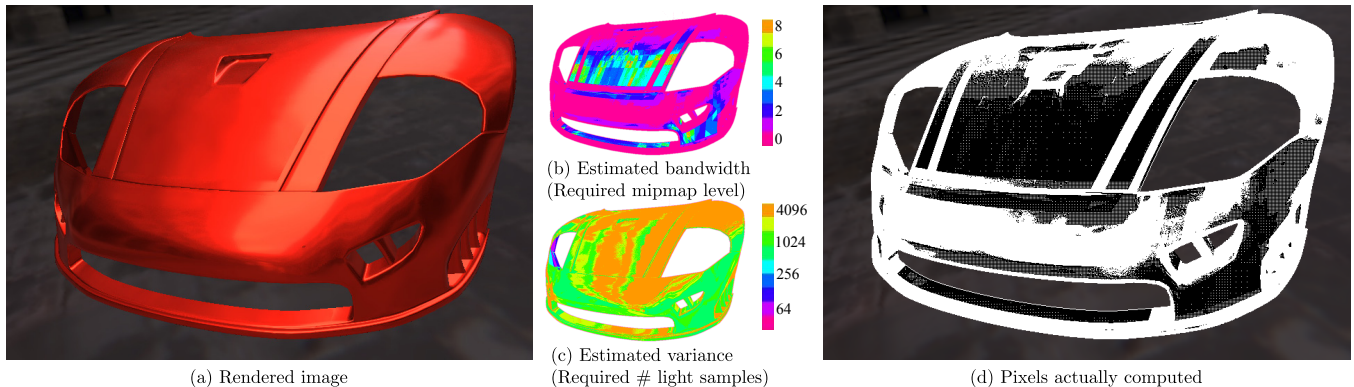 8
6
4
2
0
(b) Estimated bandwidth
(Required mipmap level)
4096
1024
256
64
(c) Estimated variance
(Required # light samples)
(a) Rendered image
(d) Pixels actually computed